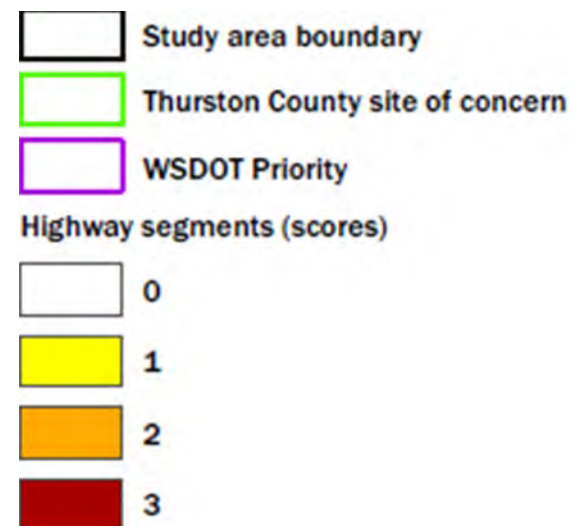 Study area boundary
Thurston County site of concern
WSDOT Priority
Highway segments (scores)
0
1
2
3